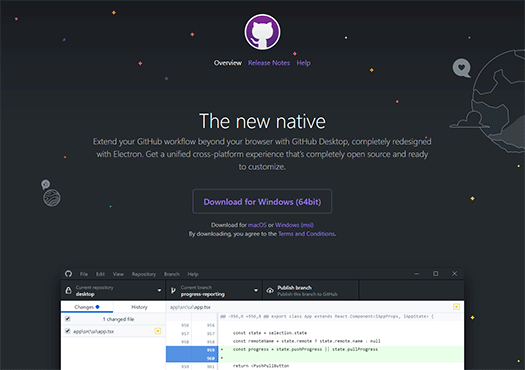 Overview Release Notes Help
The new native
Extend your GitHub workflow beyond your browser with GitHub Desktop, completely redesigned
with Electron. Get a unified cross-platform experience that's completely open source and ready
to customize.
Download for Windows (64bit)
Download for macOS or Windows (msi)
By downloading, you agree to the Terms and Conditions.
File Edit View Repository Branch Help
Current repository
desktop
Current branch
progress-reporting
Publish branch
Publish this branch to GitHub
Changes History
1 changed file
app\src\ui\app.tsx
app\src\ui\app.tsx
@@ -956,6 +956,8 @@ export class App extends React.Component<IAppProps, IAppState> {
956 956
957 957 const state = selection.state
958 958 const remoteName = state.remote ? state.remote.name : null
959 + const progress = state.pushProgress || state.pullProgress
960 +
return <PushPullButton